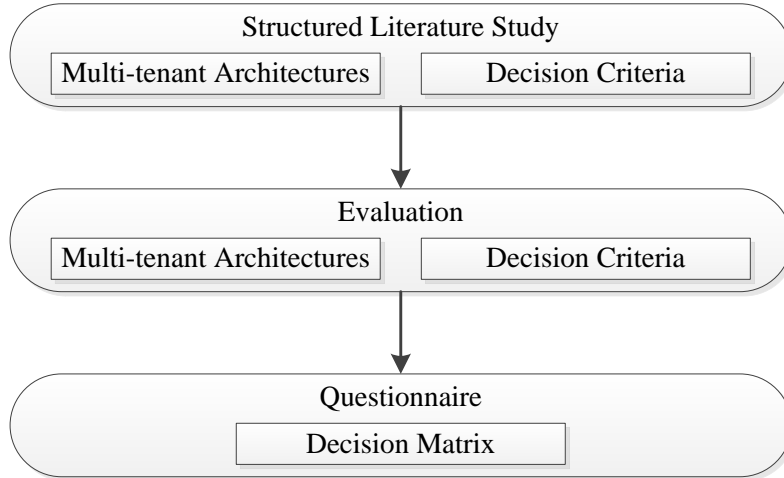 Structured Literature Study
Multi-tenant Architectures
Decision Criteria
Evaluation
Multi-tenant Architectures
Decision Criteria
Questionnaire
Decision Matrix